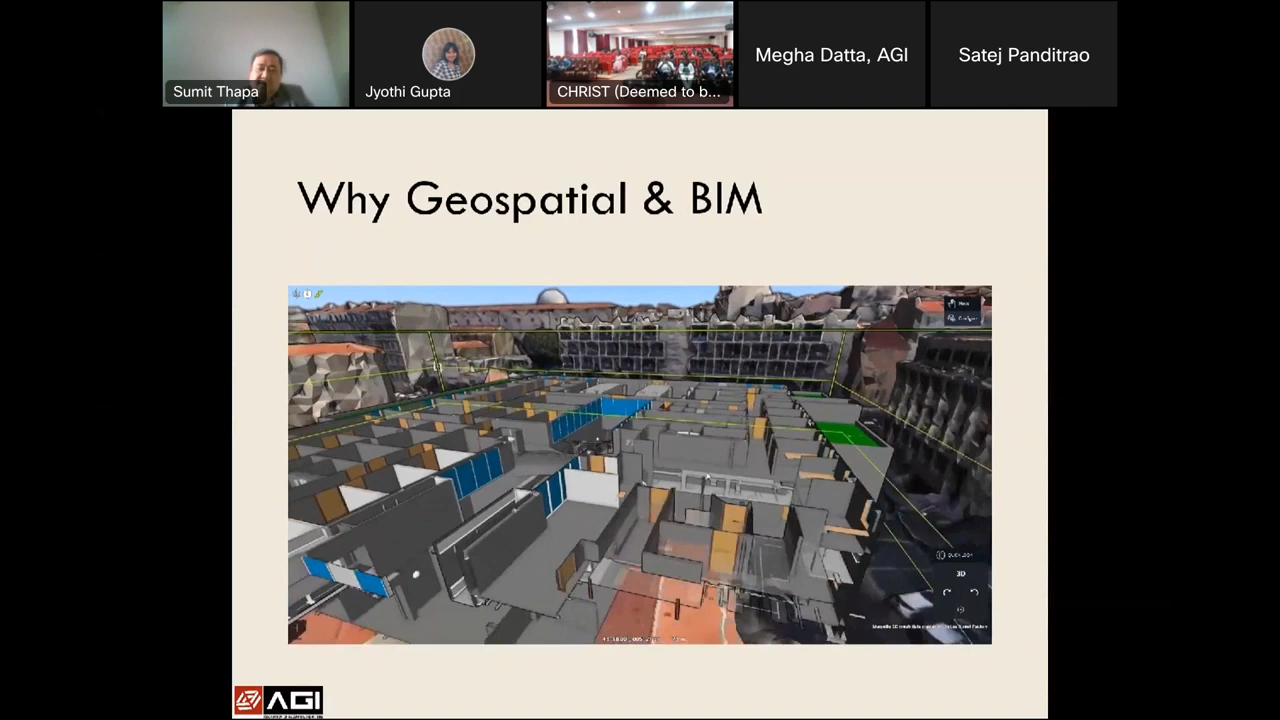 Sumit Thapa
Jyothi Gupta
CHRIST (Deemed to b...
Megha Datta, AGI
Satej Panditrao
Why Geospatial & BIM
3D
AGI